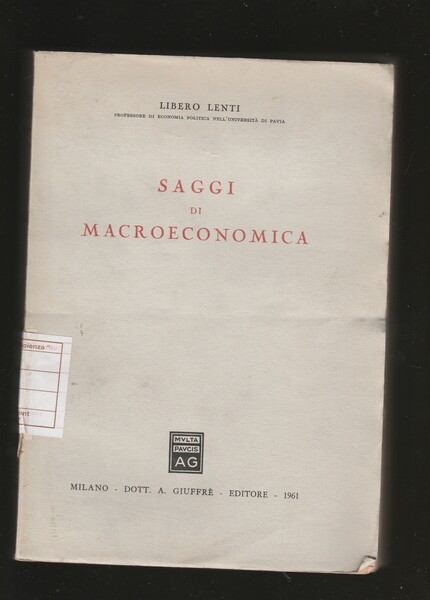 LIBERO LENTI
PROFESSORE DI ECONOMIA POLITICA NELL'UNIVERSITÀ DI PAVIA
SAGGI
DI
MACROECONOMICA
MVLTA
PAVCIS
AG
MILANO - DOTT. A. GIUFFRÈ - EDITORE - 1961